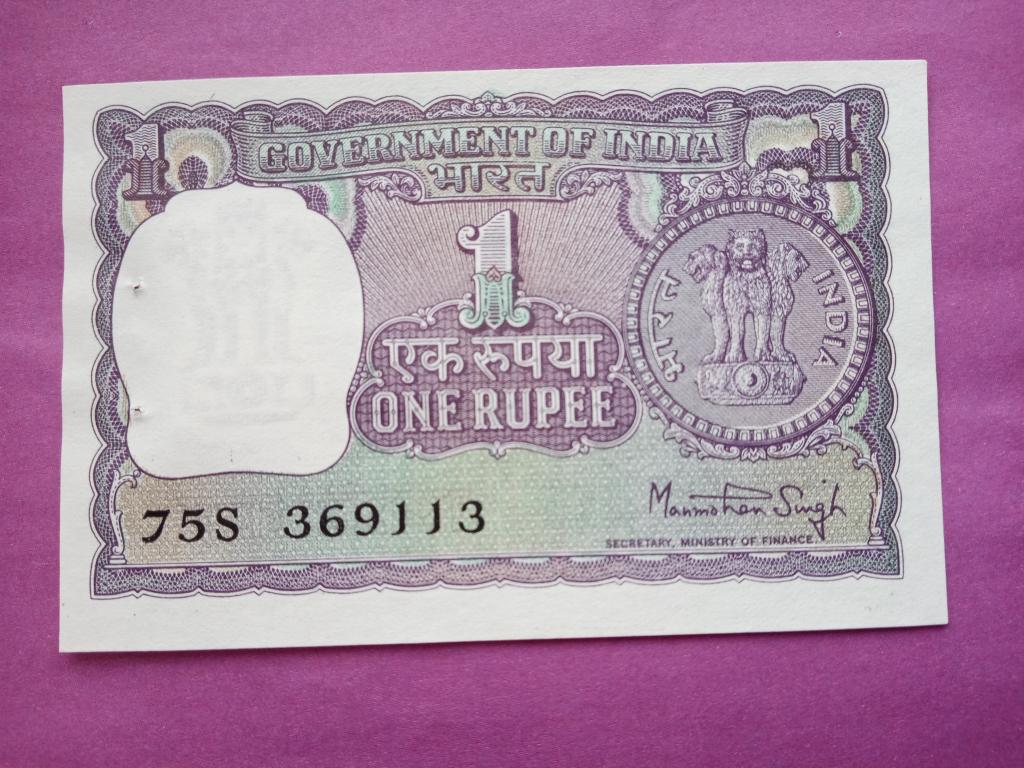 1 GOVERNMENT OF INDIA 1
भारत
1
एक रुपया
ONE RUPEE
भारत INDIA
75S 369113
Manmohan Singh
SECRETARY, MINISTRY OF FINANCE.